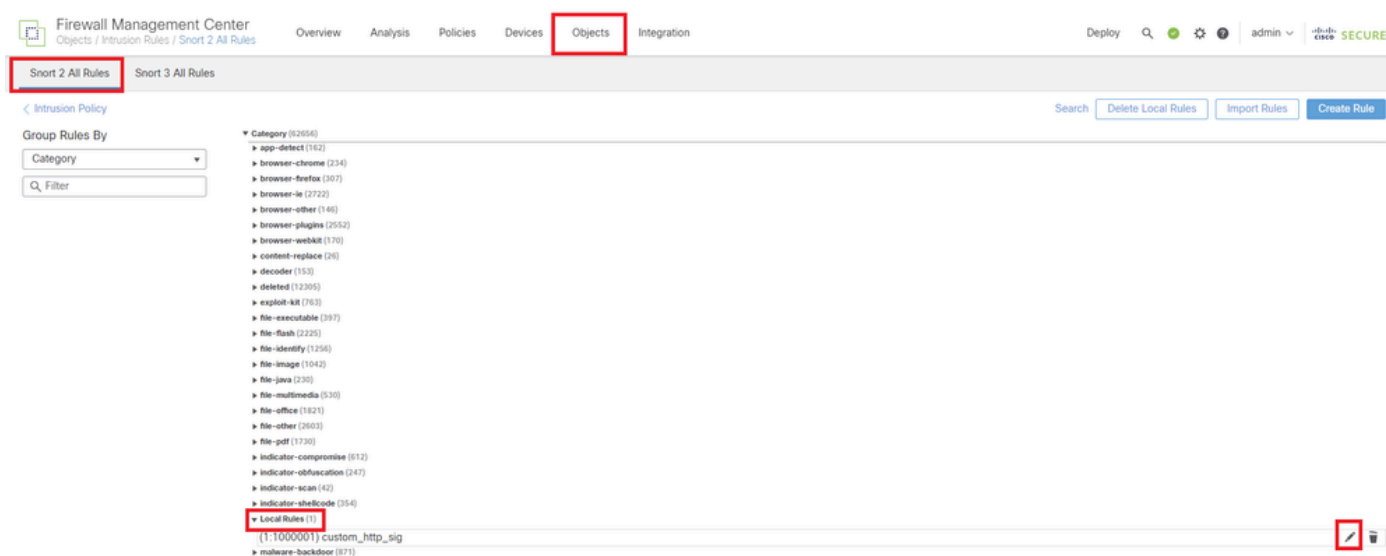 Firewall Management Center
Objects / Intrusion Rules / Snort 2 All Rules
Overview Analysis Policies Devices Objects Integration
Deploy admin cisco SECURE
Snort 2 All Rules Snort 3 All Rules
Intrusion Policy
Search Delete Local Rules Import Rules Create Rule
Group Rules By
Category
Filter
Category (62656)
app-detect (162)
browser-chrome (234)
browser-firefox (307)
browser-ie (2722)
browser-other (146)
browser-plugins (2552)
browser-webkit (170)
content-replace (26)
decoder (153)
deleted (12305)
exploit-kit (763)
file-executable (397)
file-flash (2225)
file-identify (1256)
file-image (1042)
file-java (230)
file-multimedia (530)
file-office (1821)
file-other (2603)
file-pdf (1730)
indicator-compromise (612)
indicator-obfuscation (247)
indicator-scan (42)
indicator-shellcode (354)
Local Rules (1)
(1:1000001) custom_http_sig
malware-backdoor (871)